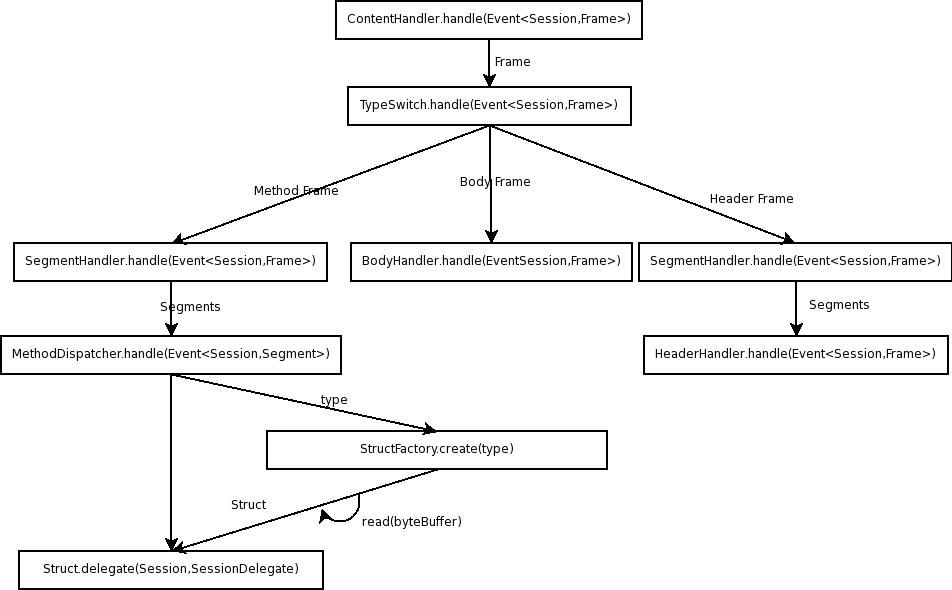 ContentHandler.handle(Event<Session,Frame>)
Frame
TypeSwitch.handle(Event<Session,Frame>)
Method Frame
Body Frame
Header Frame
SegmentHandler.handle(Event<Session,Frame>)
BodyHandler.handle(EventSession,Frame>)
SegmentHandler.handle(Event<Session,Frame>)
Segments
Segments
MethodDispatcher.handle(Event<Session,Segment>)
HeaderHandler.handle(Event<Session,Frame>)
type
StructFactory.create(type)
Struct
read(byteBuffer)
Struct.delegate(Session,SessionDelegate)